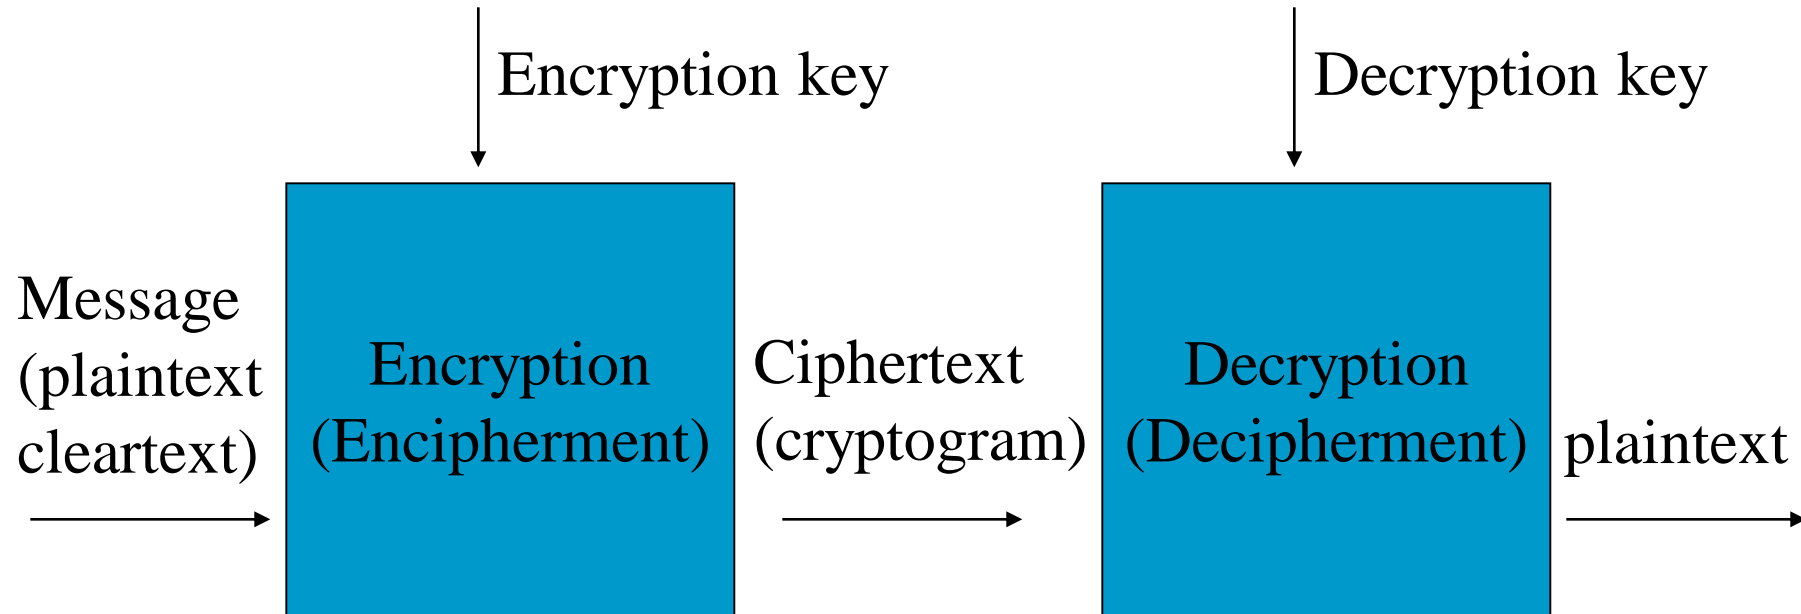 Encryption key
Decryption key
Message
(plaintext
cleartext)
Encryption
(Encipherment)
Ciphertext
(cryptogram)
Decryption
(Decipherment)
plaintext